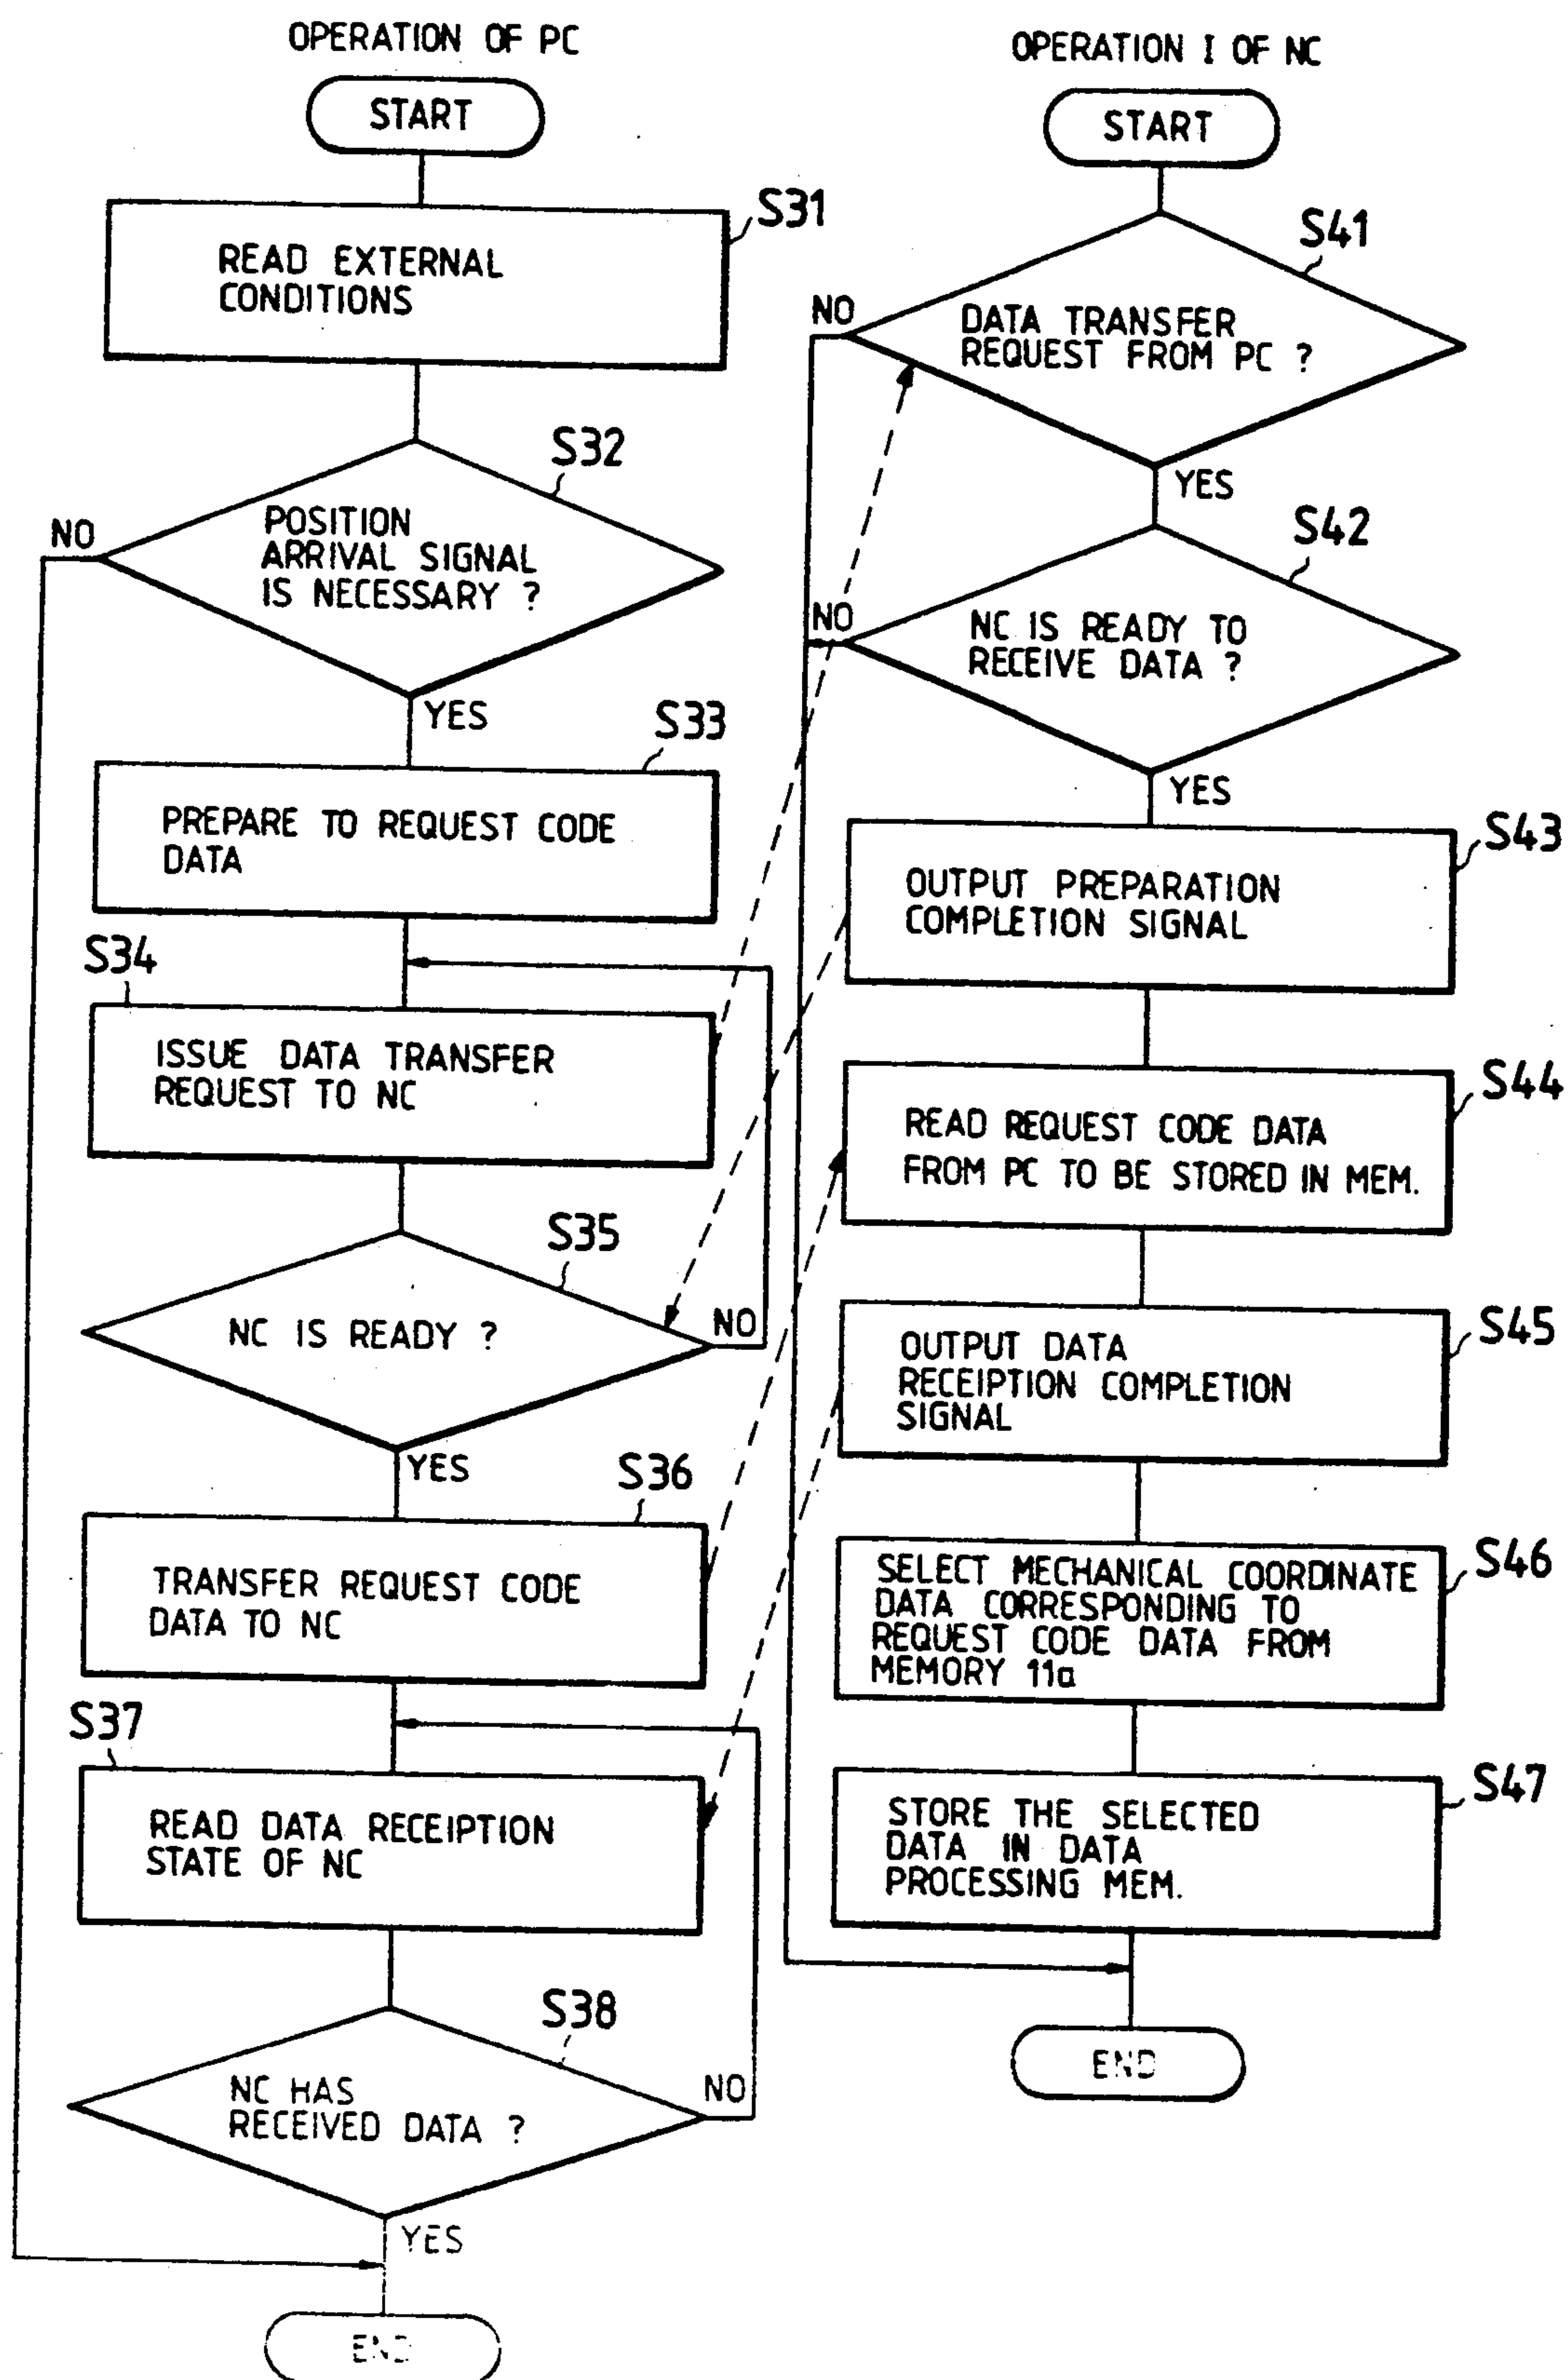 OPERATION OF PC
START
S31
READ EXTERNAL
CONDITIONS
S32
NO
POSITION
ARRIVAL SIGNAL
IS NECESSARY ?
YES
S33
PREPARE TO REQUEST CODE
DATA
S34
ISSUE DATA TRANSFER
REQUEST TO NC
S35
NC IS READY ?
NO
YES
S36
TRANSFER REQUEST CODE
DATA TO NC
S37
READ DATA RECEIPTION
STATE OF NC
S38
NC HAS
RECEIVED DATA ?
NO
YES
END
OPERATION I OF NC
START
S41
NO
DATA TRANSFER
REQUEST FROM PC ?
YES
S42
NO
NC IS READY TO
RECEIVE DATA ?
YES
S43
OUTPUT PREPARATION
COMPLETION SIGNAL
S44
READ REQUEST CODE DATA
FROM PC TO BE STORED IN MEM.
S45
OUTPUT DATA
RECEIPTION COMPLETION
SIGNAL
S46
SELECT MECHANICAL COORDINATE
DATA CORRESPONDING TO
REQUEST CODE DATA FROM
MEMORY 11a
S47
STORE THE SELECTED
DATA IN DATA
PROCESSING MEM.
END